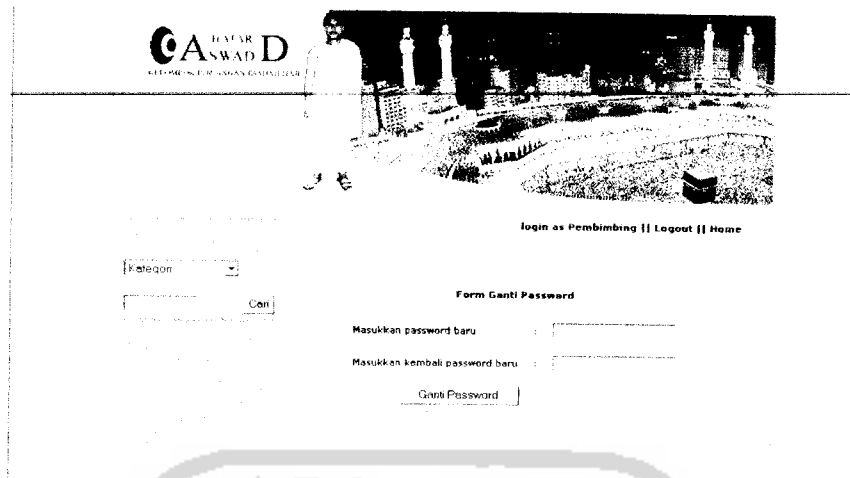 HAJAR
ASWAD
login as Pembimbing || Logout || Home
Kategori
Cari
Form Ganti Password
Masukkan password baru :
Masukkan kembali password baru :
Ganti Password